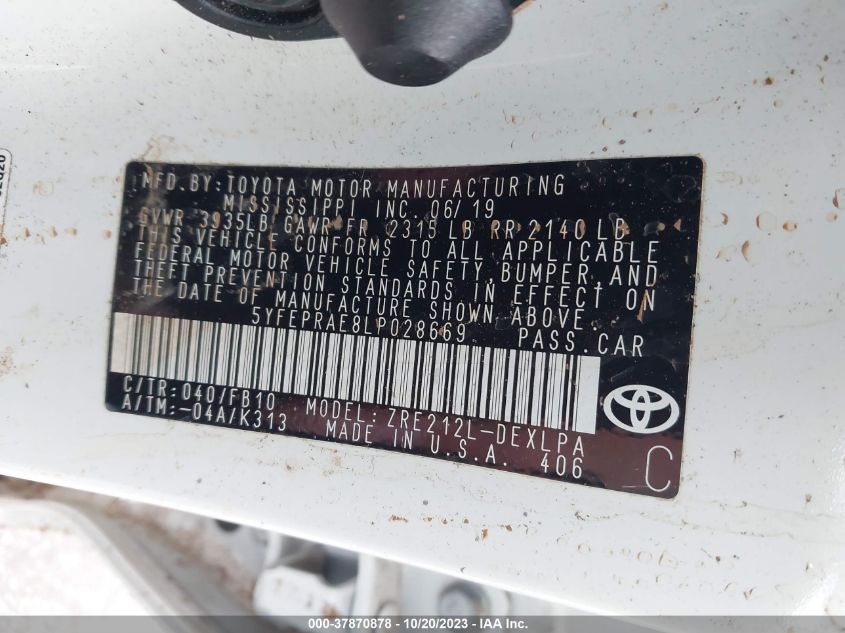 MFD. BY: TOYOTA MOTOR MANUFACTURING
MISSISSIPPI INC. 06/19
GVWR 3935LB GAWR FR 2315 LB RR 2140 LB
THIS VEHICLE CONFORMS TO ALL APPLICABLE
FEDERAL MOTOR VEHICLE SAFETY, BUMPER, AND
THEFT PREVENTION STANDARDS IN EFFECT ON
THE DATE OF MANUFACTURE SHOWN ABOVE.
5YFEPRAE8LP028669 PASS.CAR
C/TR: 040/FB10 MODEL: ZRE212L-DEXLPA
A/TM: -04A/K313 MADE IN U.S.A. 406
C
000-37870878 - 10/20/2023 - IAA Inc.